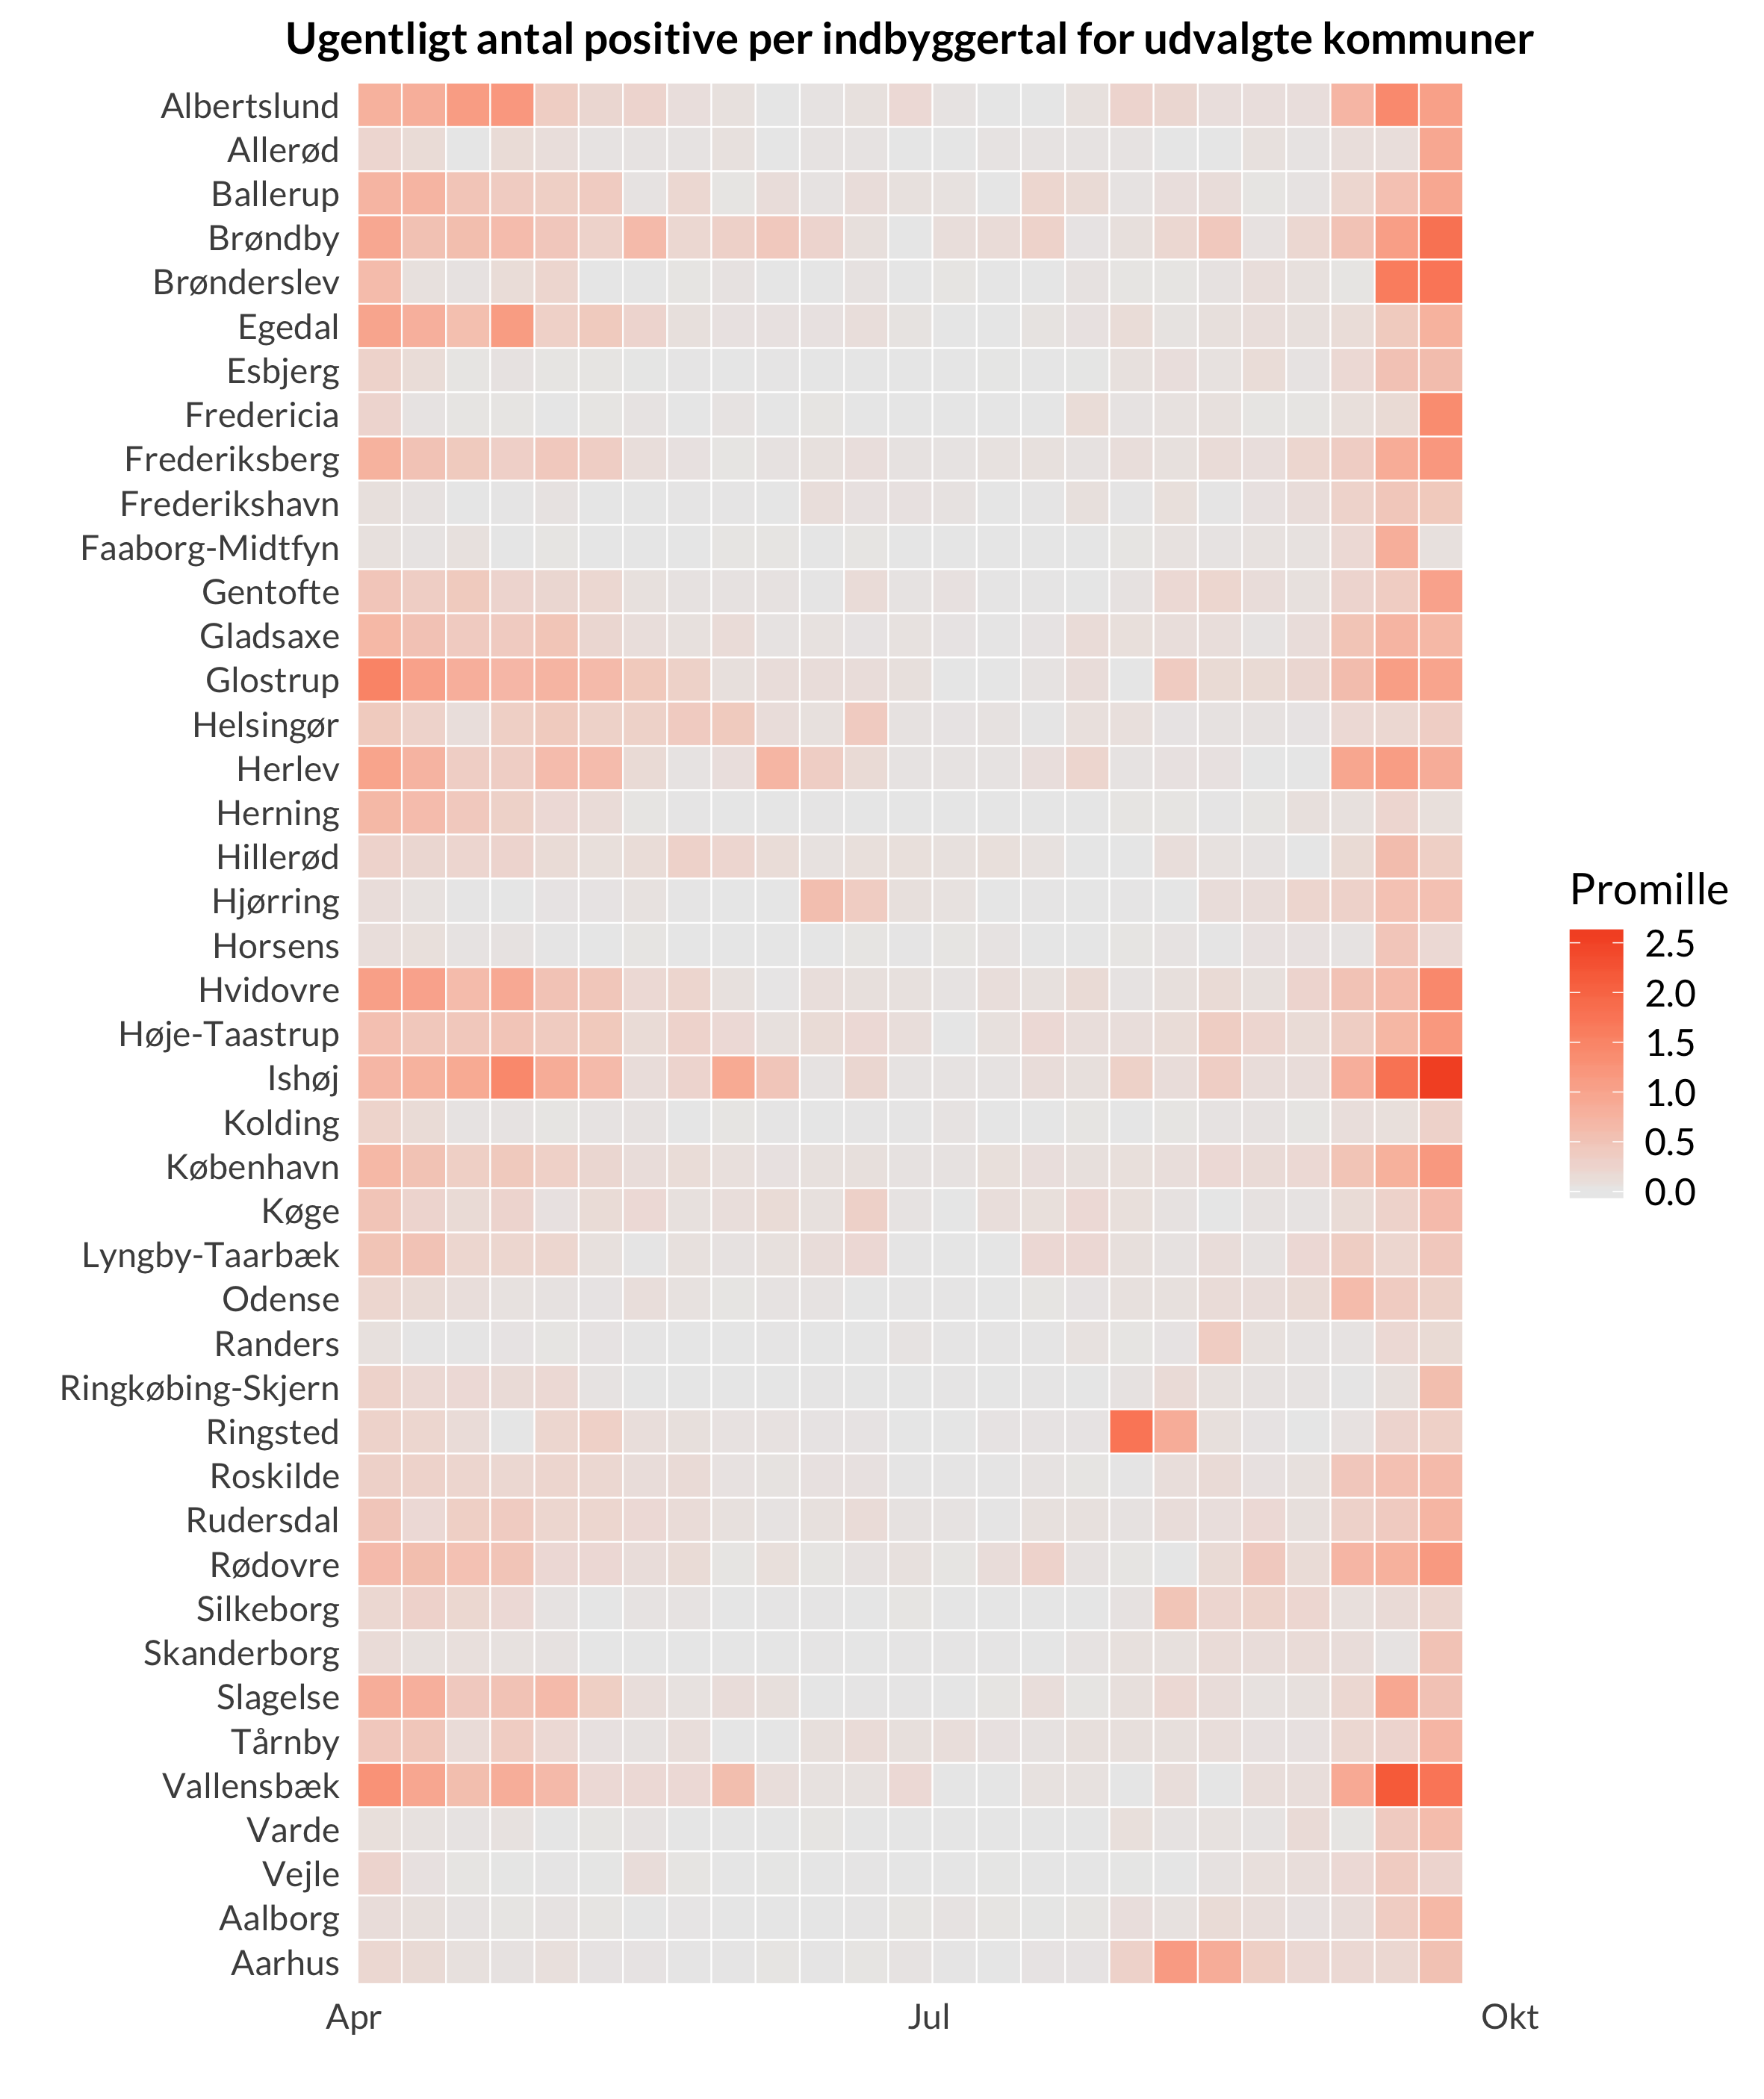 Ugentligt antal positive per indbyggertal for udvalgte kommuner
Albertslund
Allerød
Ballerup
Brøndby
Brønderslev
Egedal
Esbjerg
Fredericia
Frederiksberg
Frederikshavn
Faaborg-Midtfyn
Gentofte
Gladsaxe
Glostrup
Helsingør
Herlev
Herning
Hillerød
Hjørring
Horsens
Hvidovre
Høje-Taastrup
Ishøj
Kolding
København
Køge
Lyngby-Taarbæk
Odense
Randers
Ringkøbing-Skjern
Ringsted
Roskilde
Rudersdal
Rødovre
Silkeborg
Skanderborg
Slagelse
Tårnby
Vallensbæk
Varde
Vejle
Aalborg
Aarhus
Apr Jul Okt
Promille
2.5
2.0
1.5
1.0
0.5
0.0